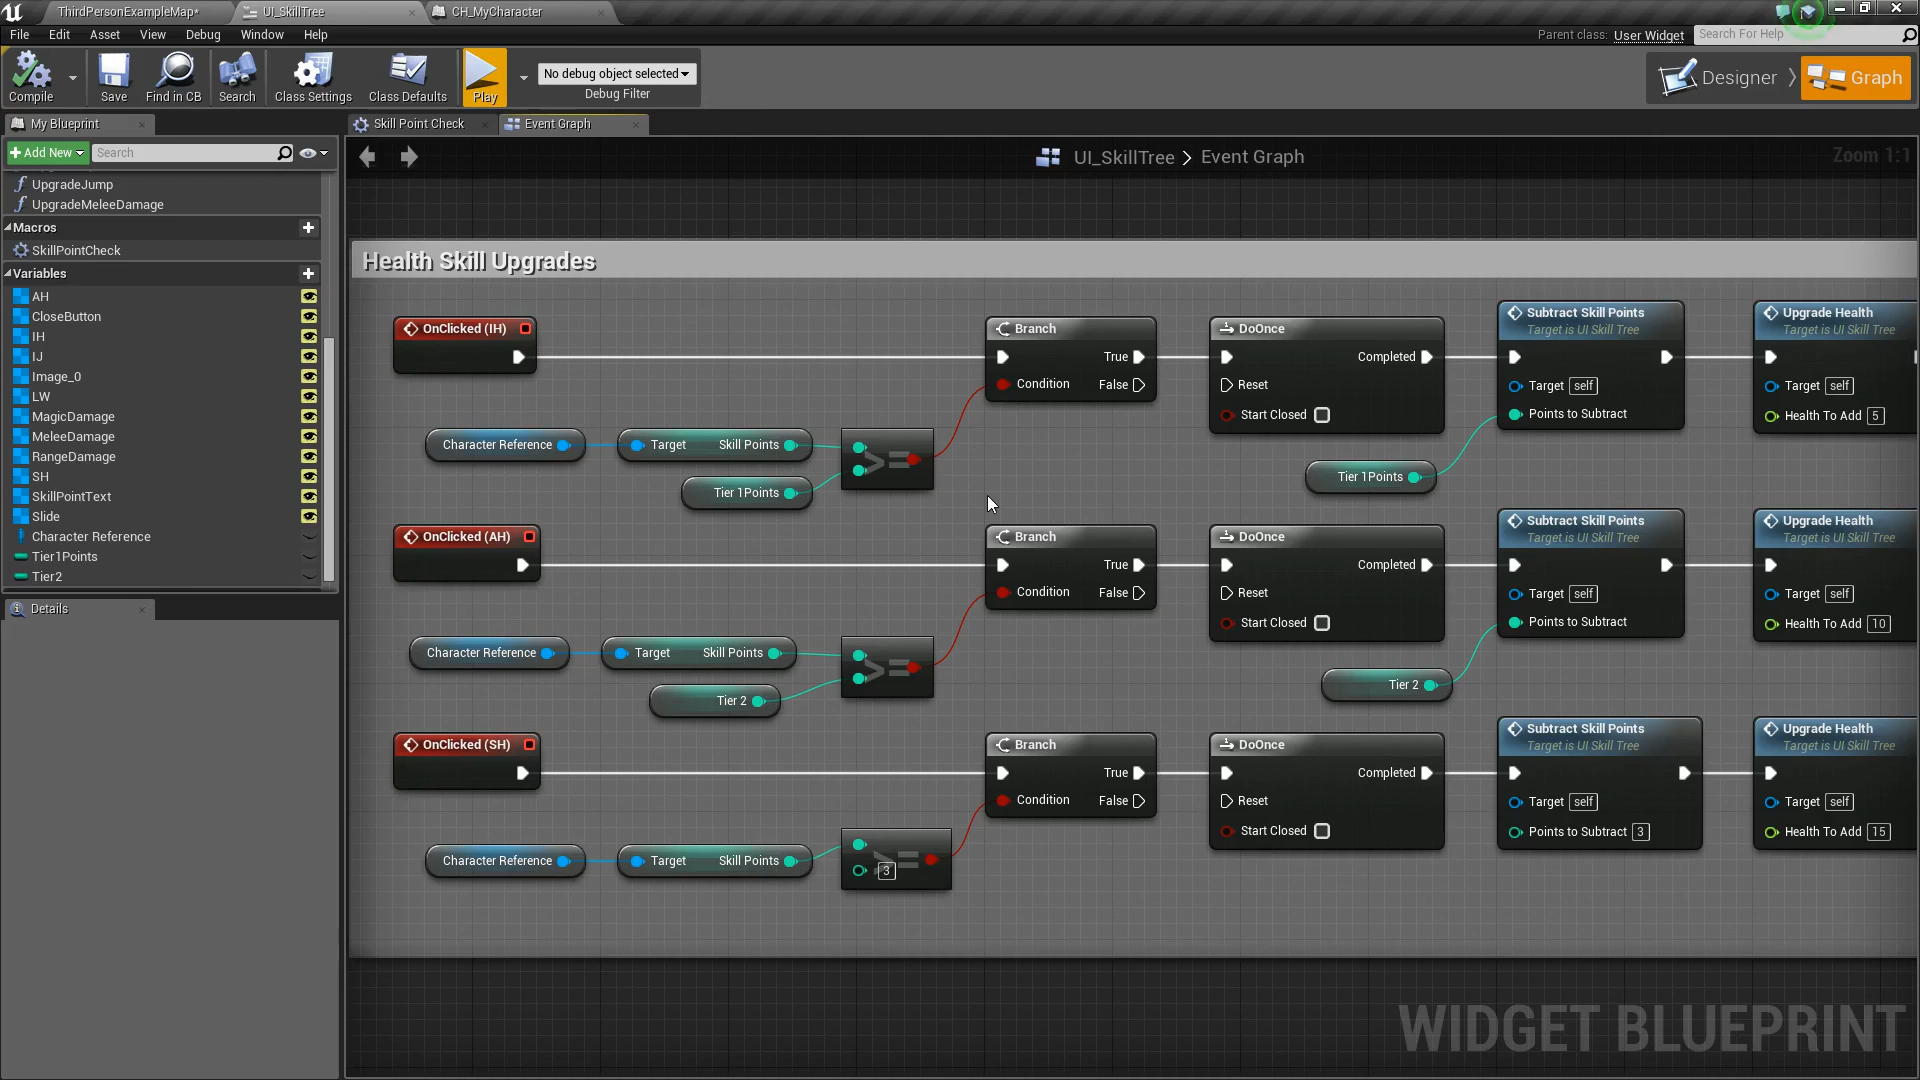 ThirdPersonExampleMap*
UI_SkillTree
CH_MyCharacter
File Edit Asset View Debug Window Help
Parent class: User Widget
Search For Help
Compile
Save
Find in CB
Search
Class Settings
Class Defaults
Play
No debug object selected
Debug Filter
Designer
Graph
My Blueprint
Skill Point Check
Event Graph
Add New
Search
UI_SkillTree > Event Graph
Zoom 1:1
UpgradeJump
UpgradeMeleeDamage
Macros
SkillPointCheck
Variables
AH
CloseButton
IH
IJ
Image_0
LW
MagicDamage
MeleeDamage
RangeDamage
SH
SkillPointText
Slide
Character Reference
Tier1Points
Tier2
Details
Health Skill Upgrades
OnClicked (IH)
Branch
True
Condition
False
DoOnce
Completed
Reset
Start Closed
Subtract Skill Points
Target is UI Skill Tree
Target self
Points to Subtract
Upgrade Health
Target is UI Skill Tree
Target self
Health To Add 5
Character Reference
Target Skill Points
>=
Tier 1Points
Tier 1Points
OnClicked (AH)
Branch
True
Condition
False
DoOnce
Completed
Reset
Start Closed
Subtract Skill Points
Target is UI Skill Tree
Target self
Points to Subtract
Upgrade Health
Target is UI Skill Tree
Target self
Health To Add 10
Character Reference
Target Skill Points
>=
Tier 2
Tier 2
OnClicked (SH)
Branch
True
Condition
False
DoOnce
Completed
Reset
Start Closed
Subtract Skill Points
Target is UI Skill Tree
Target self
Points to Subtract 3
Upgrade Health
Target is UI Skill Tree
Target self
Health To Add 15
Character Reference
Target Skill Points
>=
3
WIDGET BLUEPRINT